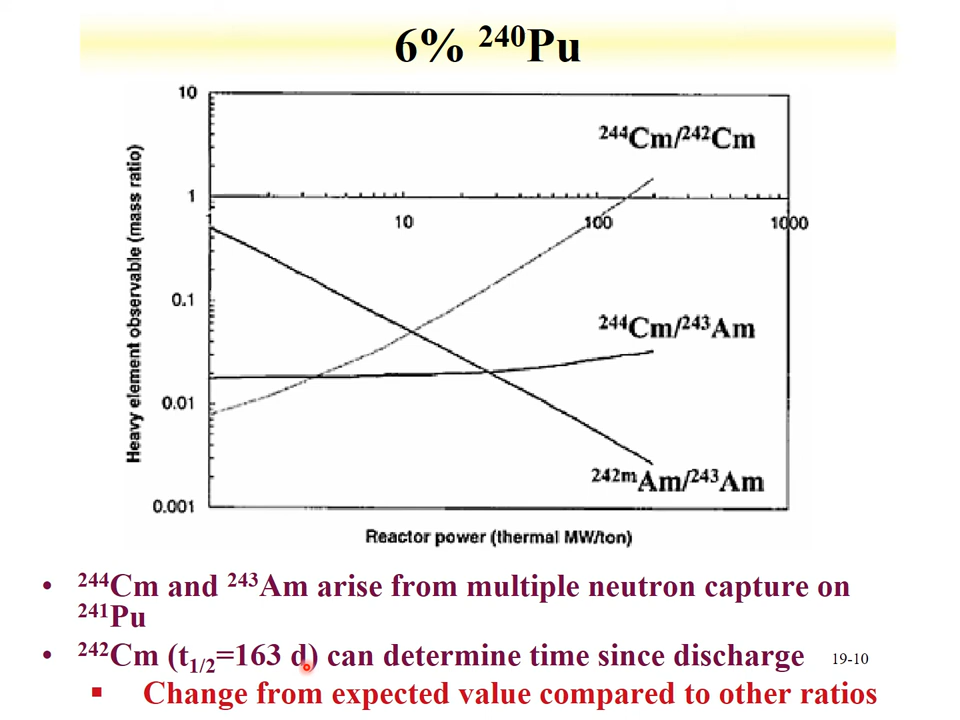 6% ²⁴⁰Pu
10
²⁴⁴Cm/²⁴²Cm
1
1
10
100
1000
Heavy element observable (mass ratio)
0.1
²⁴⁴Cm/²⁴³Am
0.01
²⁴²ᵐAm/²⁴³Am
0.001
Reactor power (thermal MW/ton)
• ²⁴⁴Cm and ²⁴³Am arise from multiple neutron capture on
²⁴¹Pu
• ²⁴²Cm (t₁/₂=163 d) can determine time since discharge
19-10
▪ Change from expected value compared to other ratios